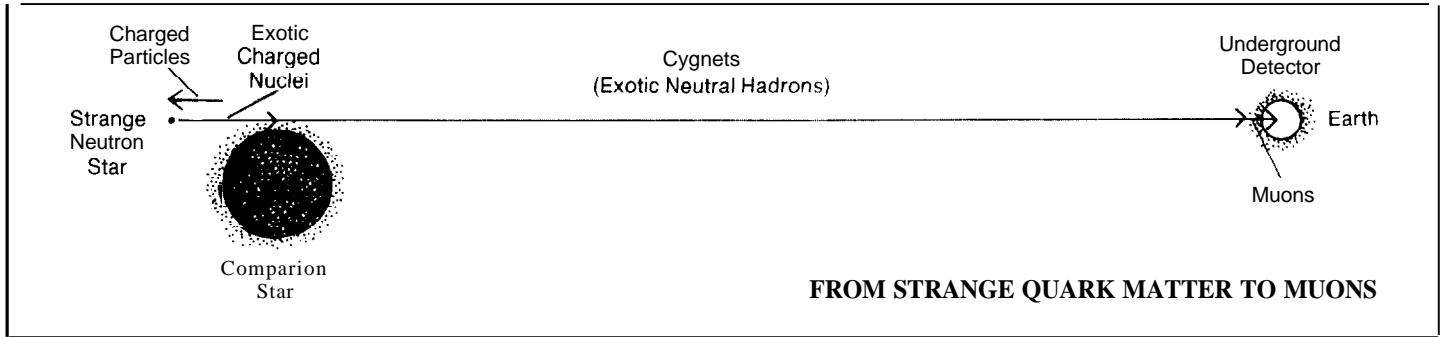 Charged
Particles
Exotic
Charged
Nuclei
Cygnets
(Exotic Neutral Hadrons)
Underground
Detector
Strange
Neutron
Star
Earth
Muons
Comparion
Star
FROM STRANGE QUARK MATTER TO MUONS